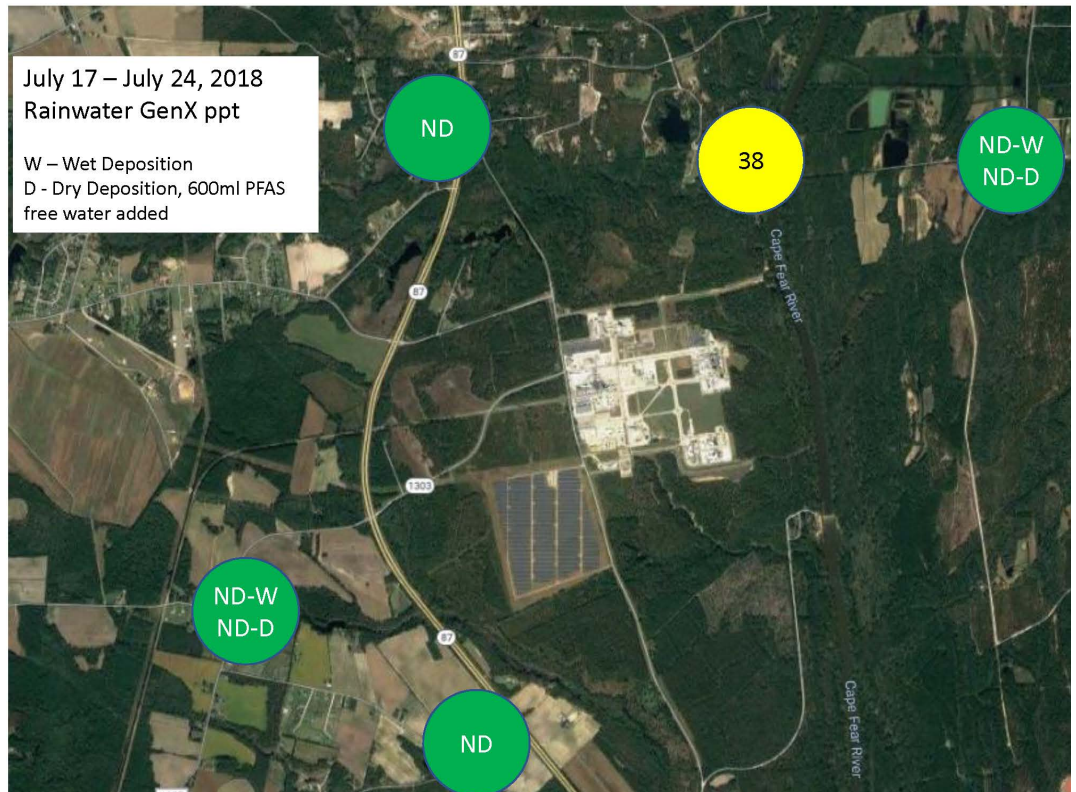 July 17 – July 24, 2018
Rainwater GenX ppt
W – Wet Deposition
D - Dry Deposition, 600ml PFAS
free water added
87
ND
38
ND-W
ND-D
Cape Fear River
87
1303
ND-W
ND-D
87
ND
Cape Fear River